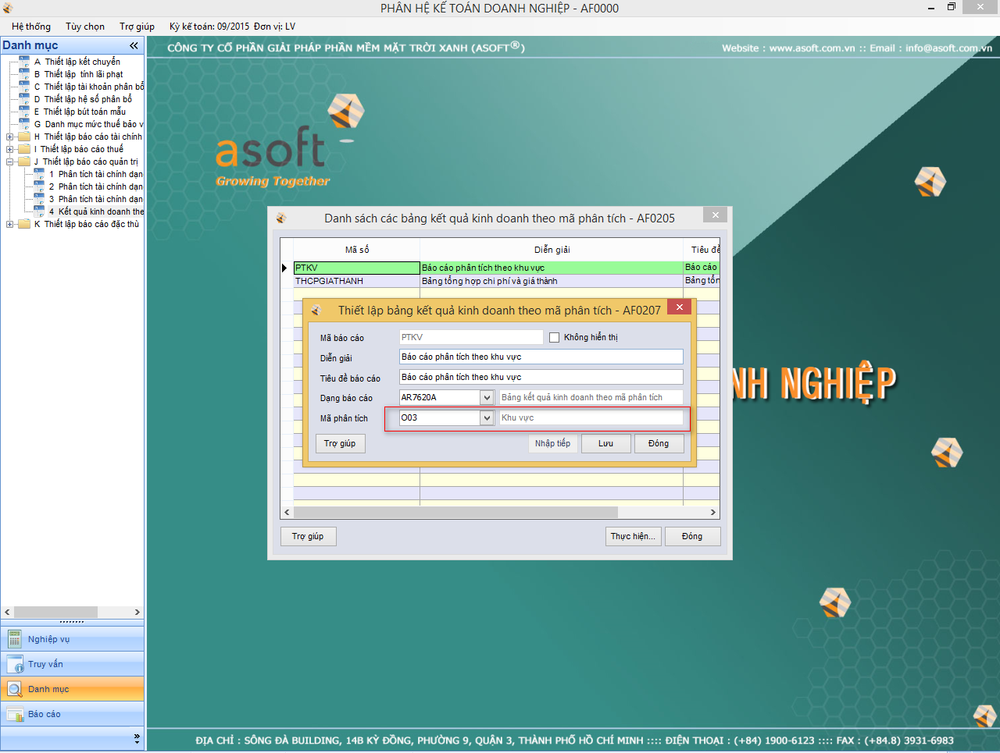 PHÂN HỆ KẾ TOÁN DOANH NGHIỆP - AF0000
Hệ thống Tùy chọn Trợ giúp Kỳ kế toán: 09/2015 Đơn vị: LV
Danh mục
A Thiết lập kết chuyển
B Thiết lập tính lãi phạt
C Thiết lập tài khoản phân bổ
D Thiết lập hệ số phân bổ
E Thiết lập bút toán mẫu
G Danh mục mức thuế bảo v
H Thiết lập báo cáo tài chính
I Thiết lập báo cáo thuế
J Thiết lập báo cáo quản trị
1 Phân tích tài chính dạn
2 Phân tích tài chính dạn
3 Phân tích tài chính dạn
4 Kết quả kinh doanh the
K Thiết lập báo cáo đặc thù
Nghiệp vụ
Truy vấn
Danh mục
Báo cáo
CÔNG TY CỔ PHẦN GIẢI PHÁP PHẦN MỀM MẶT TRỜI XANH (ASOFT®)
Website : www.asoft.com.vn :: Email : info@asoft.com.vn
asoft
Growing Together
NH NGHIỆP
Danh sách các bảng kết quả kinh doanh theo mã phân tích - AF0205
Mã số Diễn giải Tiêu đề
PTKV Báo cáo phân tích theo khu vực Báo cáo
THCPGIATHANH Bảng tổng hợp chi phí và giá thành Bảng tổn
Thiết lập bảng kết quả kinh doanh theo mã phân tích - AF0207
Mã báo cáo PTKV Không hiển thị
Diễn giải Báo cáo phân tích theo khu vực
Tiêu đề báo cáo Báo cáo phân tích theo khu vực
Dạng báo cáo AR7620A Bảng kết quả kinh doanh theo mã phân tích
Mã phân tích O03 Khu vực
Trợ giúp Nhập tiếp Lưu Đóng
Trợ giúp Thực hiện... Đóng
ĐỊA CHỈ : SÔNG ĐÀ BUILDING, 14B KỲ ĐỒNG, PHƯỜNG 9, QUẬN 3, THÀNH PHỐ HỒ CHÍ MINH :::: ĐIỆN THOẠI : (+84) 1900-6123 :::: FAX : (+84.8) 3931-6983